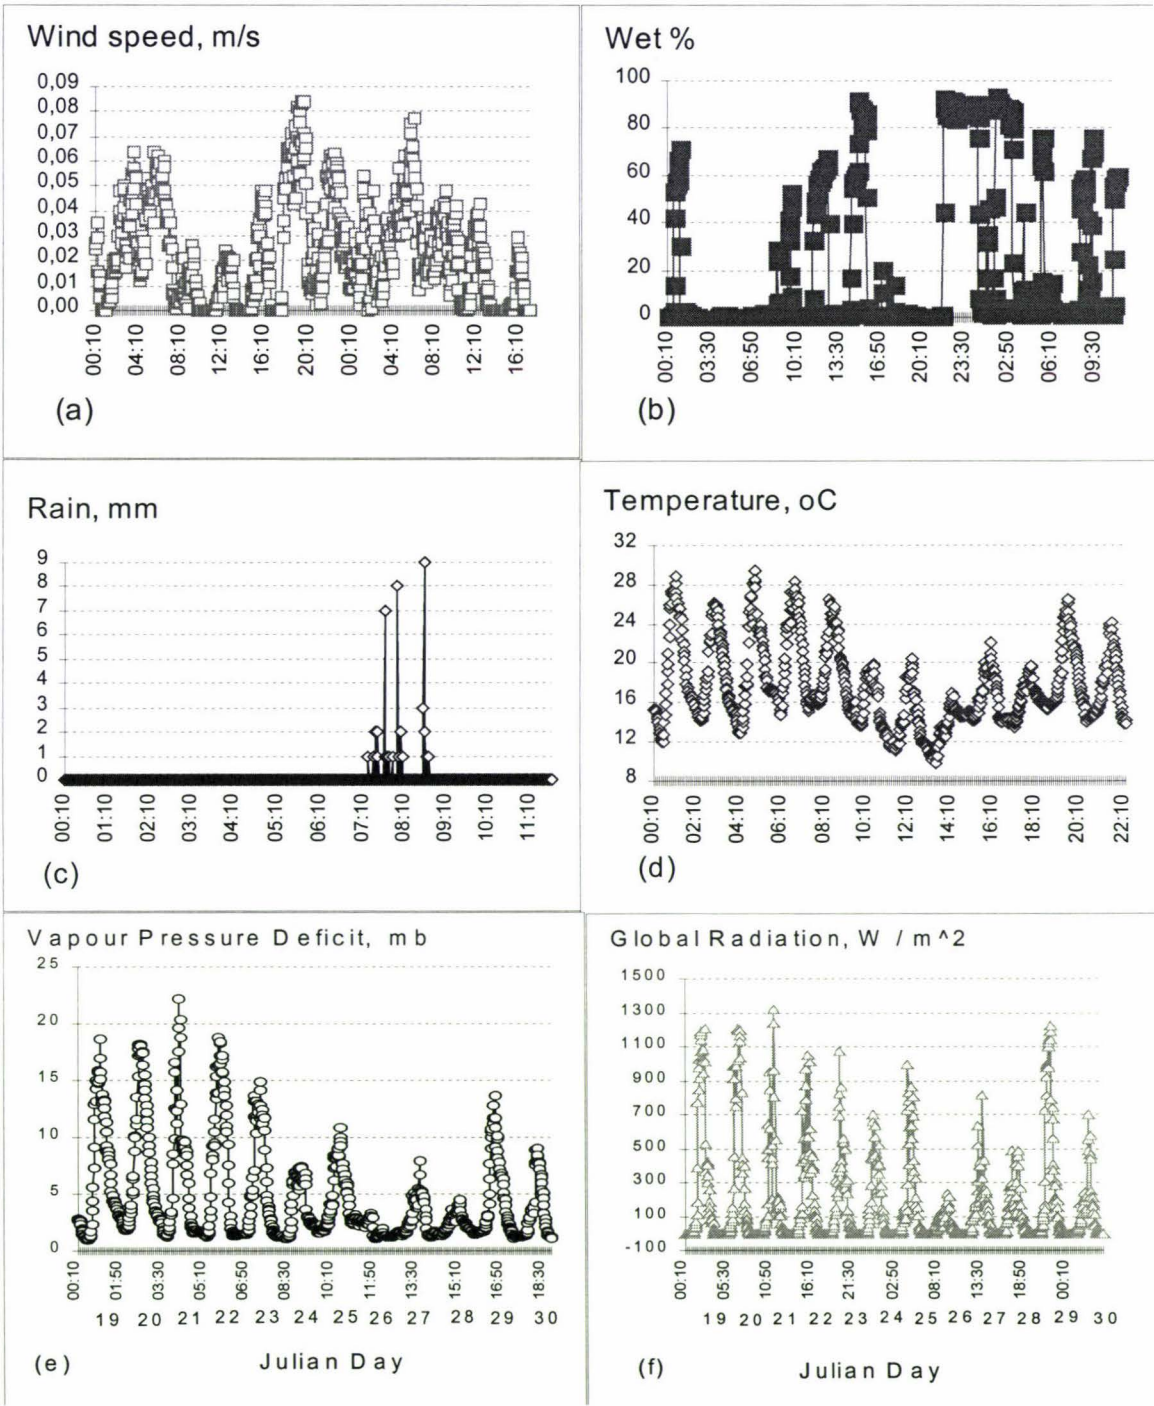 Wind speed, m/s
0,09
0,08
0,07
0,06
0,05
0,04
0,03
0,02
0,01
0,00
00:10 04:10 08:10 12:10 16:10 20:10 00:10 04:10 08:10 12:10 16:10
(a)
Wet %
100
80
60
40
20
0
00:10 03:30 06:50 10:10 13:30 16:50 20:10 23:30 02:50 06:10 09:30
(b)
Rain, mm
9
8
7
6
5
4
3
2
1
0
00:10 01:10 02:10 03:10 04:10 05:10 06:10 07:10 08:10 09:10 10:10 11:10
(c)
Temperature, oC
32
28
24
20
16
12
8
00:10 02:10 04:10 06:10 08:10 10:10 12:10 14:10 16:10 18:10 20:10 22:10
(d)
Vapour Pressure Deficit, mb
25
20
15
10
5
0
00:10 01:50 03:30 05:10 06:50 08:30 10:10 11:50 13:30 15:10 16:50 18:30
19 20 21 22 23 24 25 26 27 28 29 30
(e) Julian Day
Global Radiation, W / m^2
1500
1300
1100
900
700
500
300
100
-100
00:10 05:30 10:50 16:10 21:30 02:50 08:10 13:30 18:50 00:10
19 20 21 22 23 24 25 26 27 28 29 30
(f) Julian Day